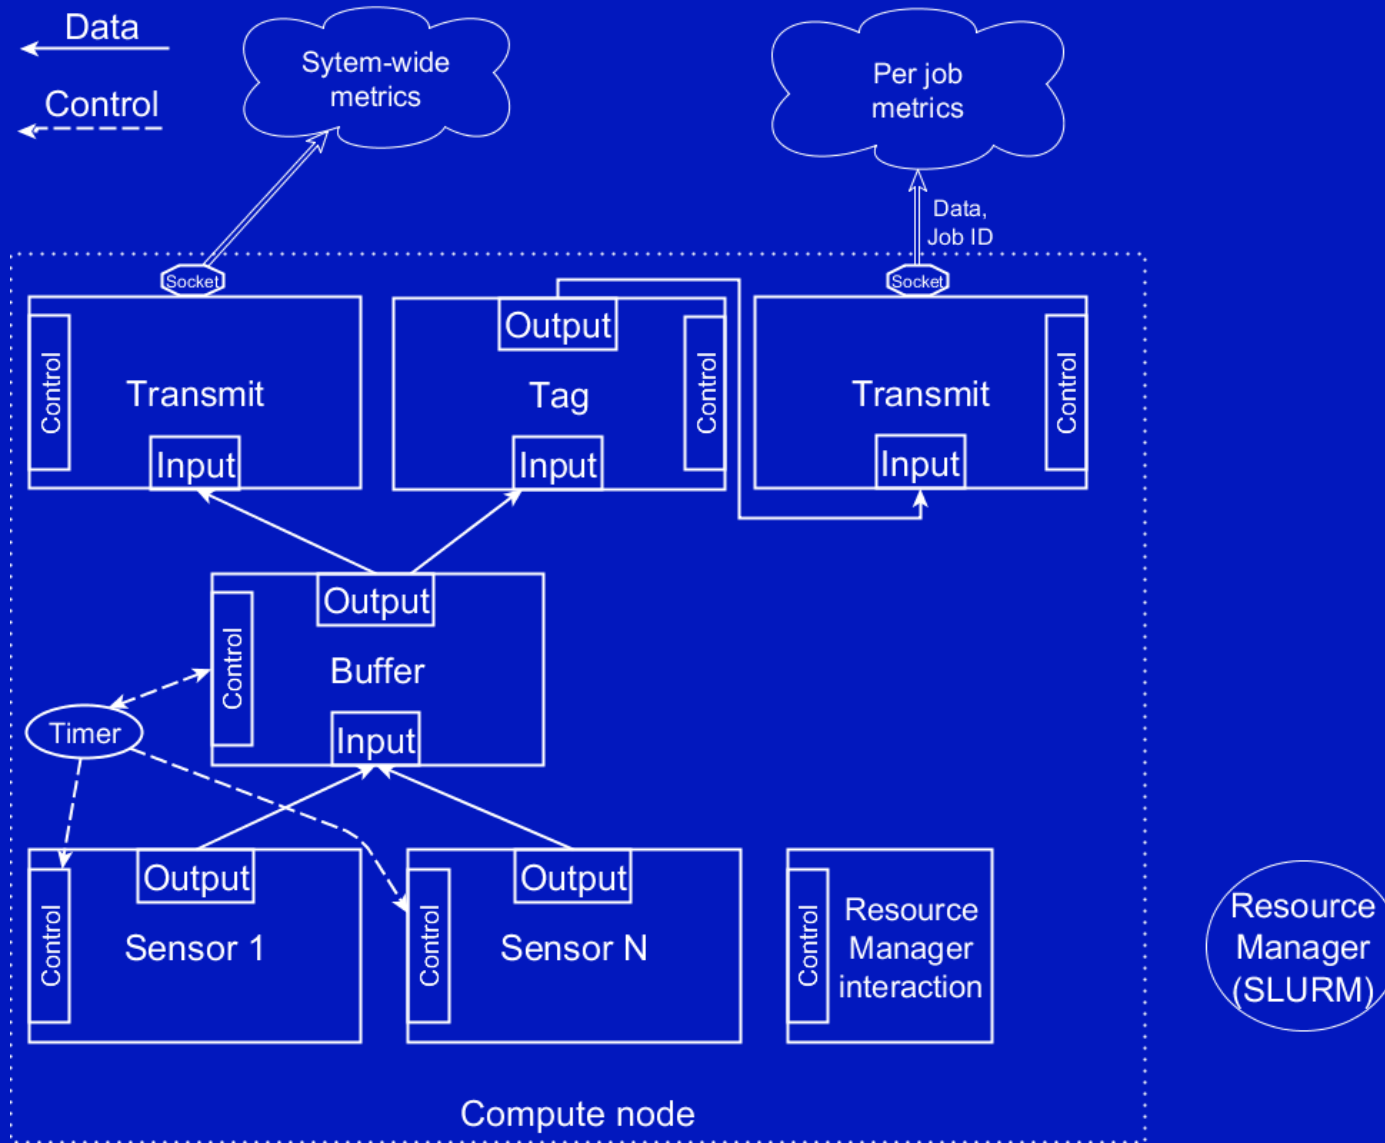 Data
Control
Sytem-wide
metrics
Per job
metrics
Data,
Job ID
Socket
Socket
Control
Transmit
Input
Output
Tag
Control
Input
Transmit
Control
Input
Output
Control
Buffer
Input
Timer
Output
Control
Sensor 1
Output
Control
Sensor N
Control
Resource
Manager
interaction
Resource
Manager
(SLURM)
Compute node